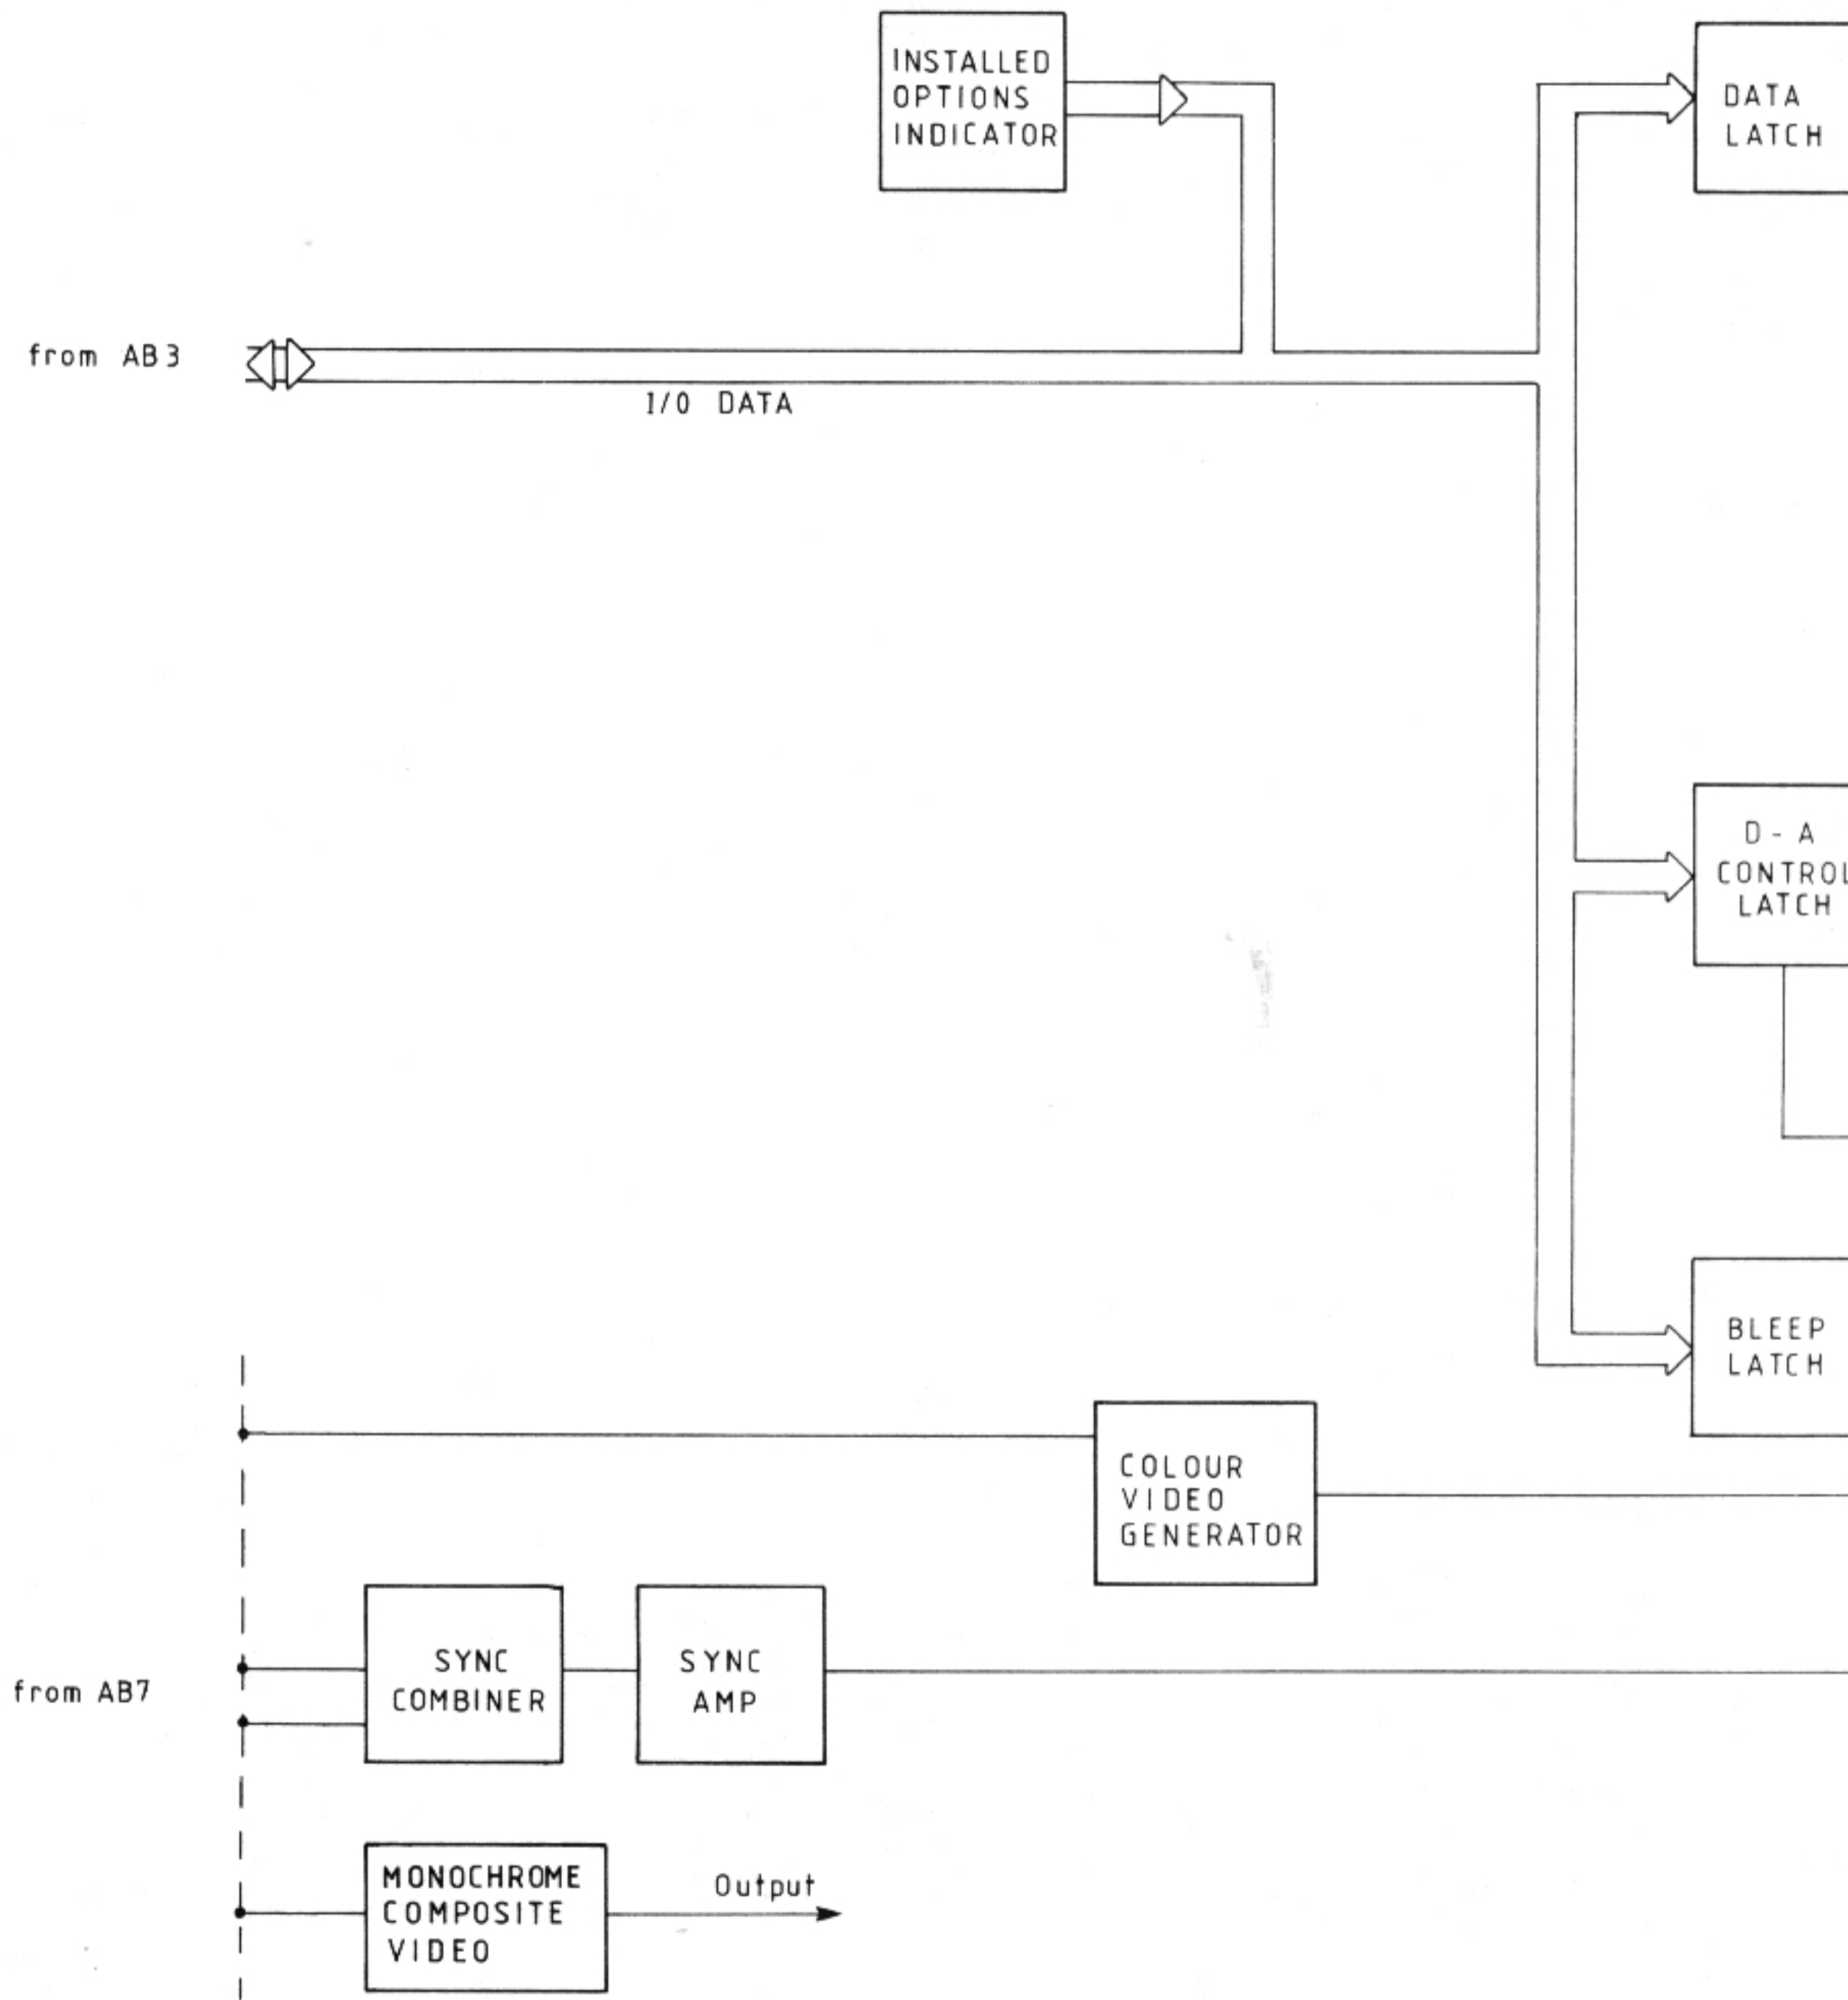 INSTALLED
OPTIONS
INDICATOR
DATA
LATCH
from AB3
I/O DATA
D - A
CONTROL
LATCH
BLEEP
LATCH
COLOUR
VIDEO
GENERATOR
SYNC
COMBINER
SYNC
AMP
from AB7
MONOCHROME
COMPOSITE
VIDEO
Output